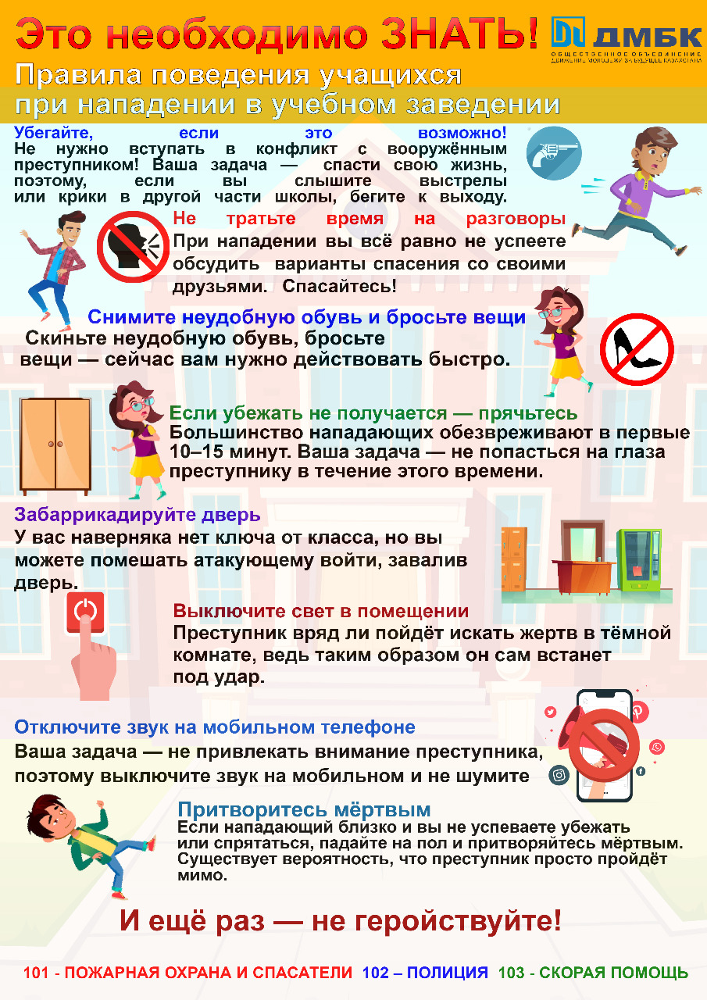 Это необходимо ЗНАТЬ!
ДМБК
ОБЩЕСТВЕННОЕ ОБЪЕДИНЕНИЕ
ДВИЖЕНИЕ МОЛОДЕЖИ ЗА БУДУЩЕЕ КАЗАХСТАНА
Правила поведения учащихся
при нападении в учебном заведении
Убегайте, если это возможно!
Не нужно вступать в конфликт с вооружённым
преступником! Ваша задача — спасти свою жизнь,
поэтому, если вы слышите выстрелы
или крики в другой части школы, бегите к выходу.
Не тратьте время на разговоры
При нападении вы всё равно не успеете
обсудить варианты спасения со своими
друзьями. Спасайтесь!
Снимите неудобную обувь и бросьте вещи
Скиньте неудобную обувь, бросьте
вещи — сейчас вам нужно действовать быстро.
Если убежать не получается — прячьтесь
Большинство нападающих обезвреживают в первые
10–15 минут. Ваша задача — не попасться на глаза
преступнику в течение этого времени.
Забаррикадируйте дверь
У вас наверняка нет ключа от класса, но вы
можете помешать атакующему войти, завалив
дверь.
Выключите свет в помещении
Преступник вряд ли пойдёт искать жертв в тёмной
комнате, ведь таким образом он сам встанет
под удар.
Отключите звук на мобильном телефоне
Ваша задача — не привлекать внимание преступника,
поэтому выключите звук на мобильном и не шумите
Притворитесь мёртвым
Если нападающий близко и вы не успеваете убежать
или спрятаться, падайте на пол и притворяйтесь мёртвым.
Существует вероятность, что преступник просто пройдёт
мимо.
И ещё раз — не геройствуйте!
101 - ПОЖАРНАЯ ОХРАНА И СПАСАТЕЛИ 102 – ПОЛИЦИЯ 103 - СКОРАЯ ПОМОЩЬ